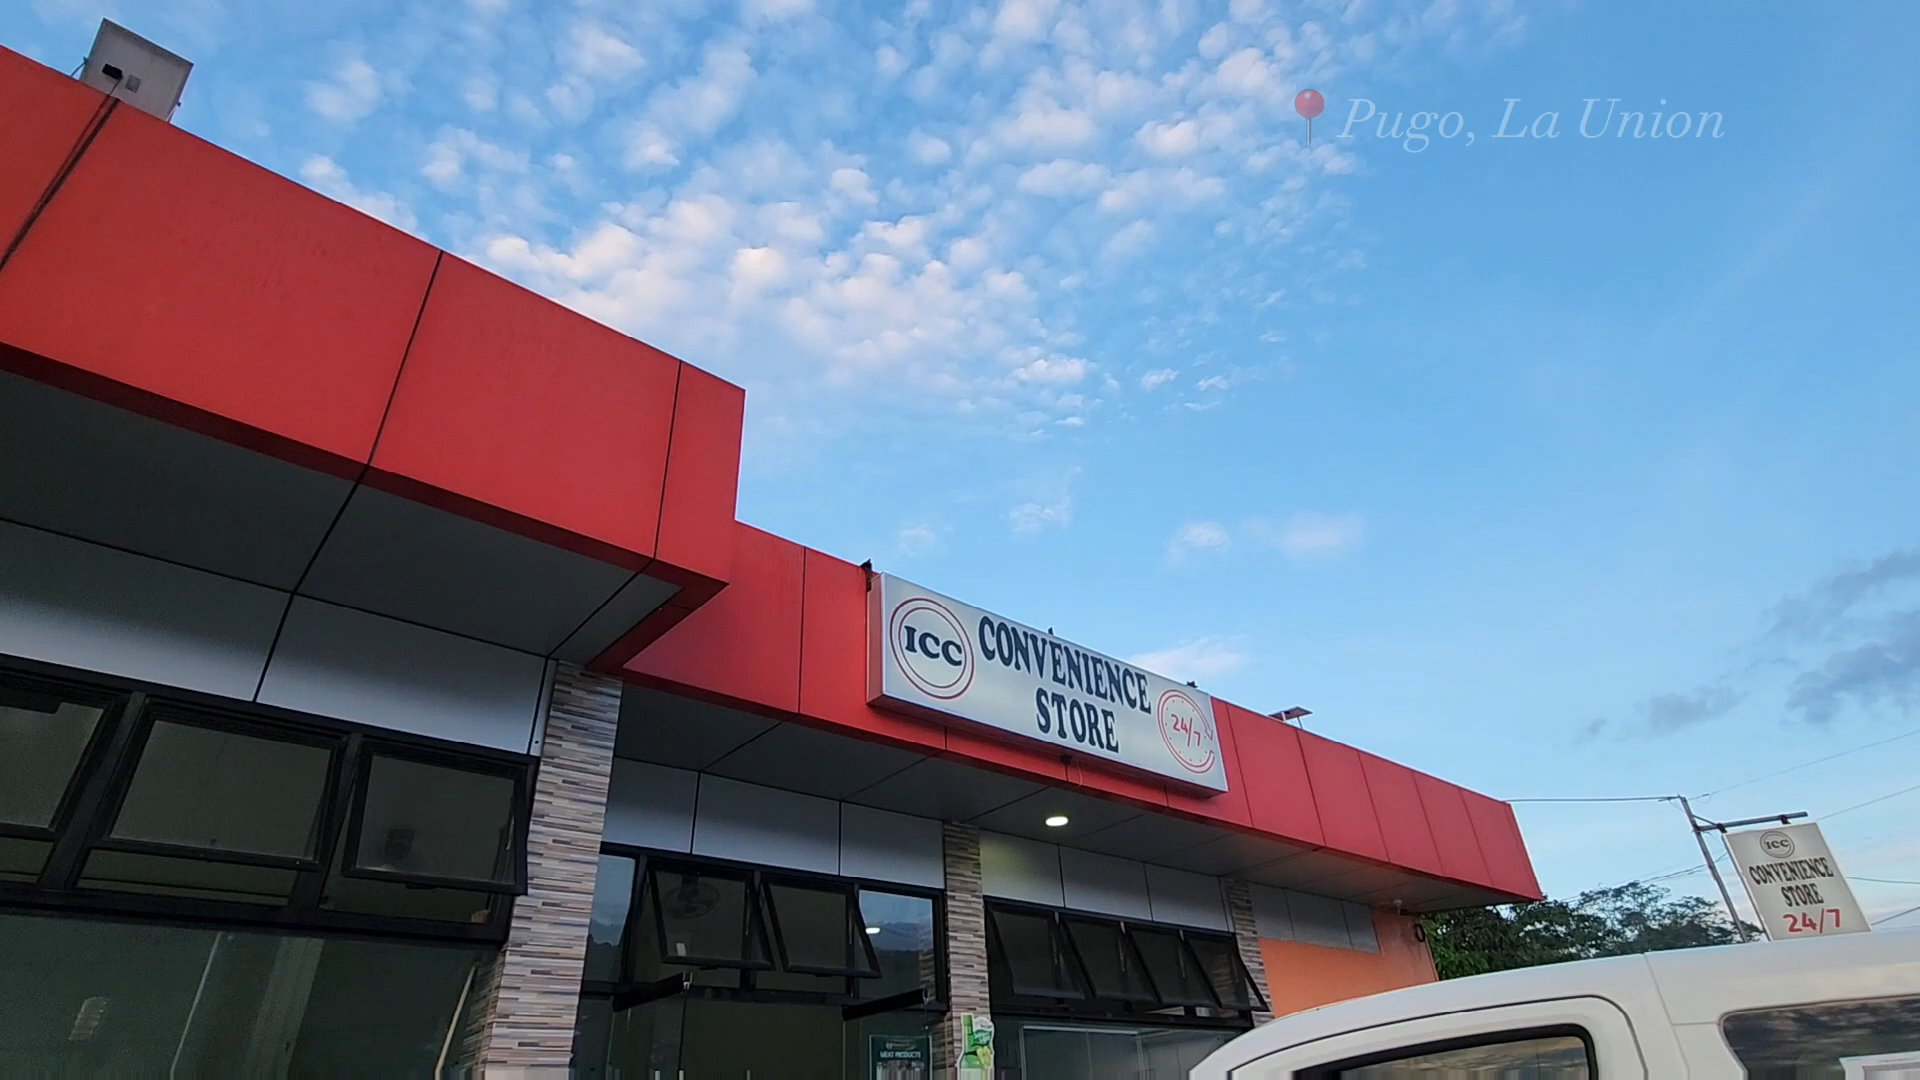 📍 Pugo, La Union
ICC
CONVENIENCE
STORE
24/7
ICC
CONVENIENCE
STORE
24/7
MEAT PRODUCTS